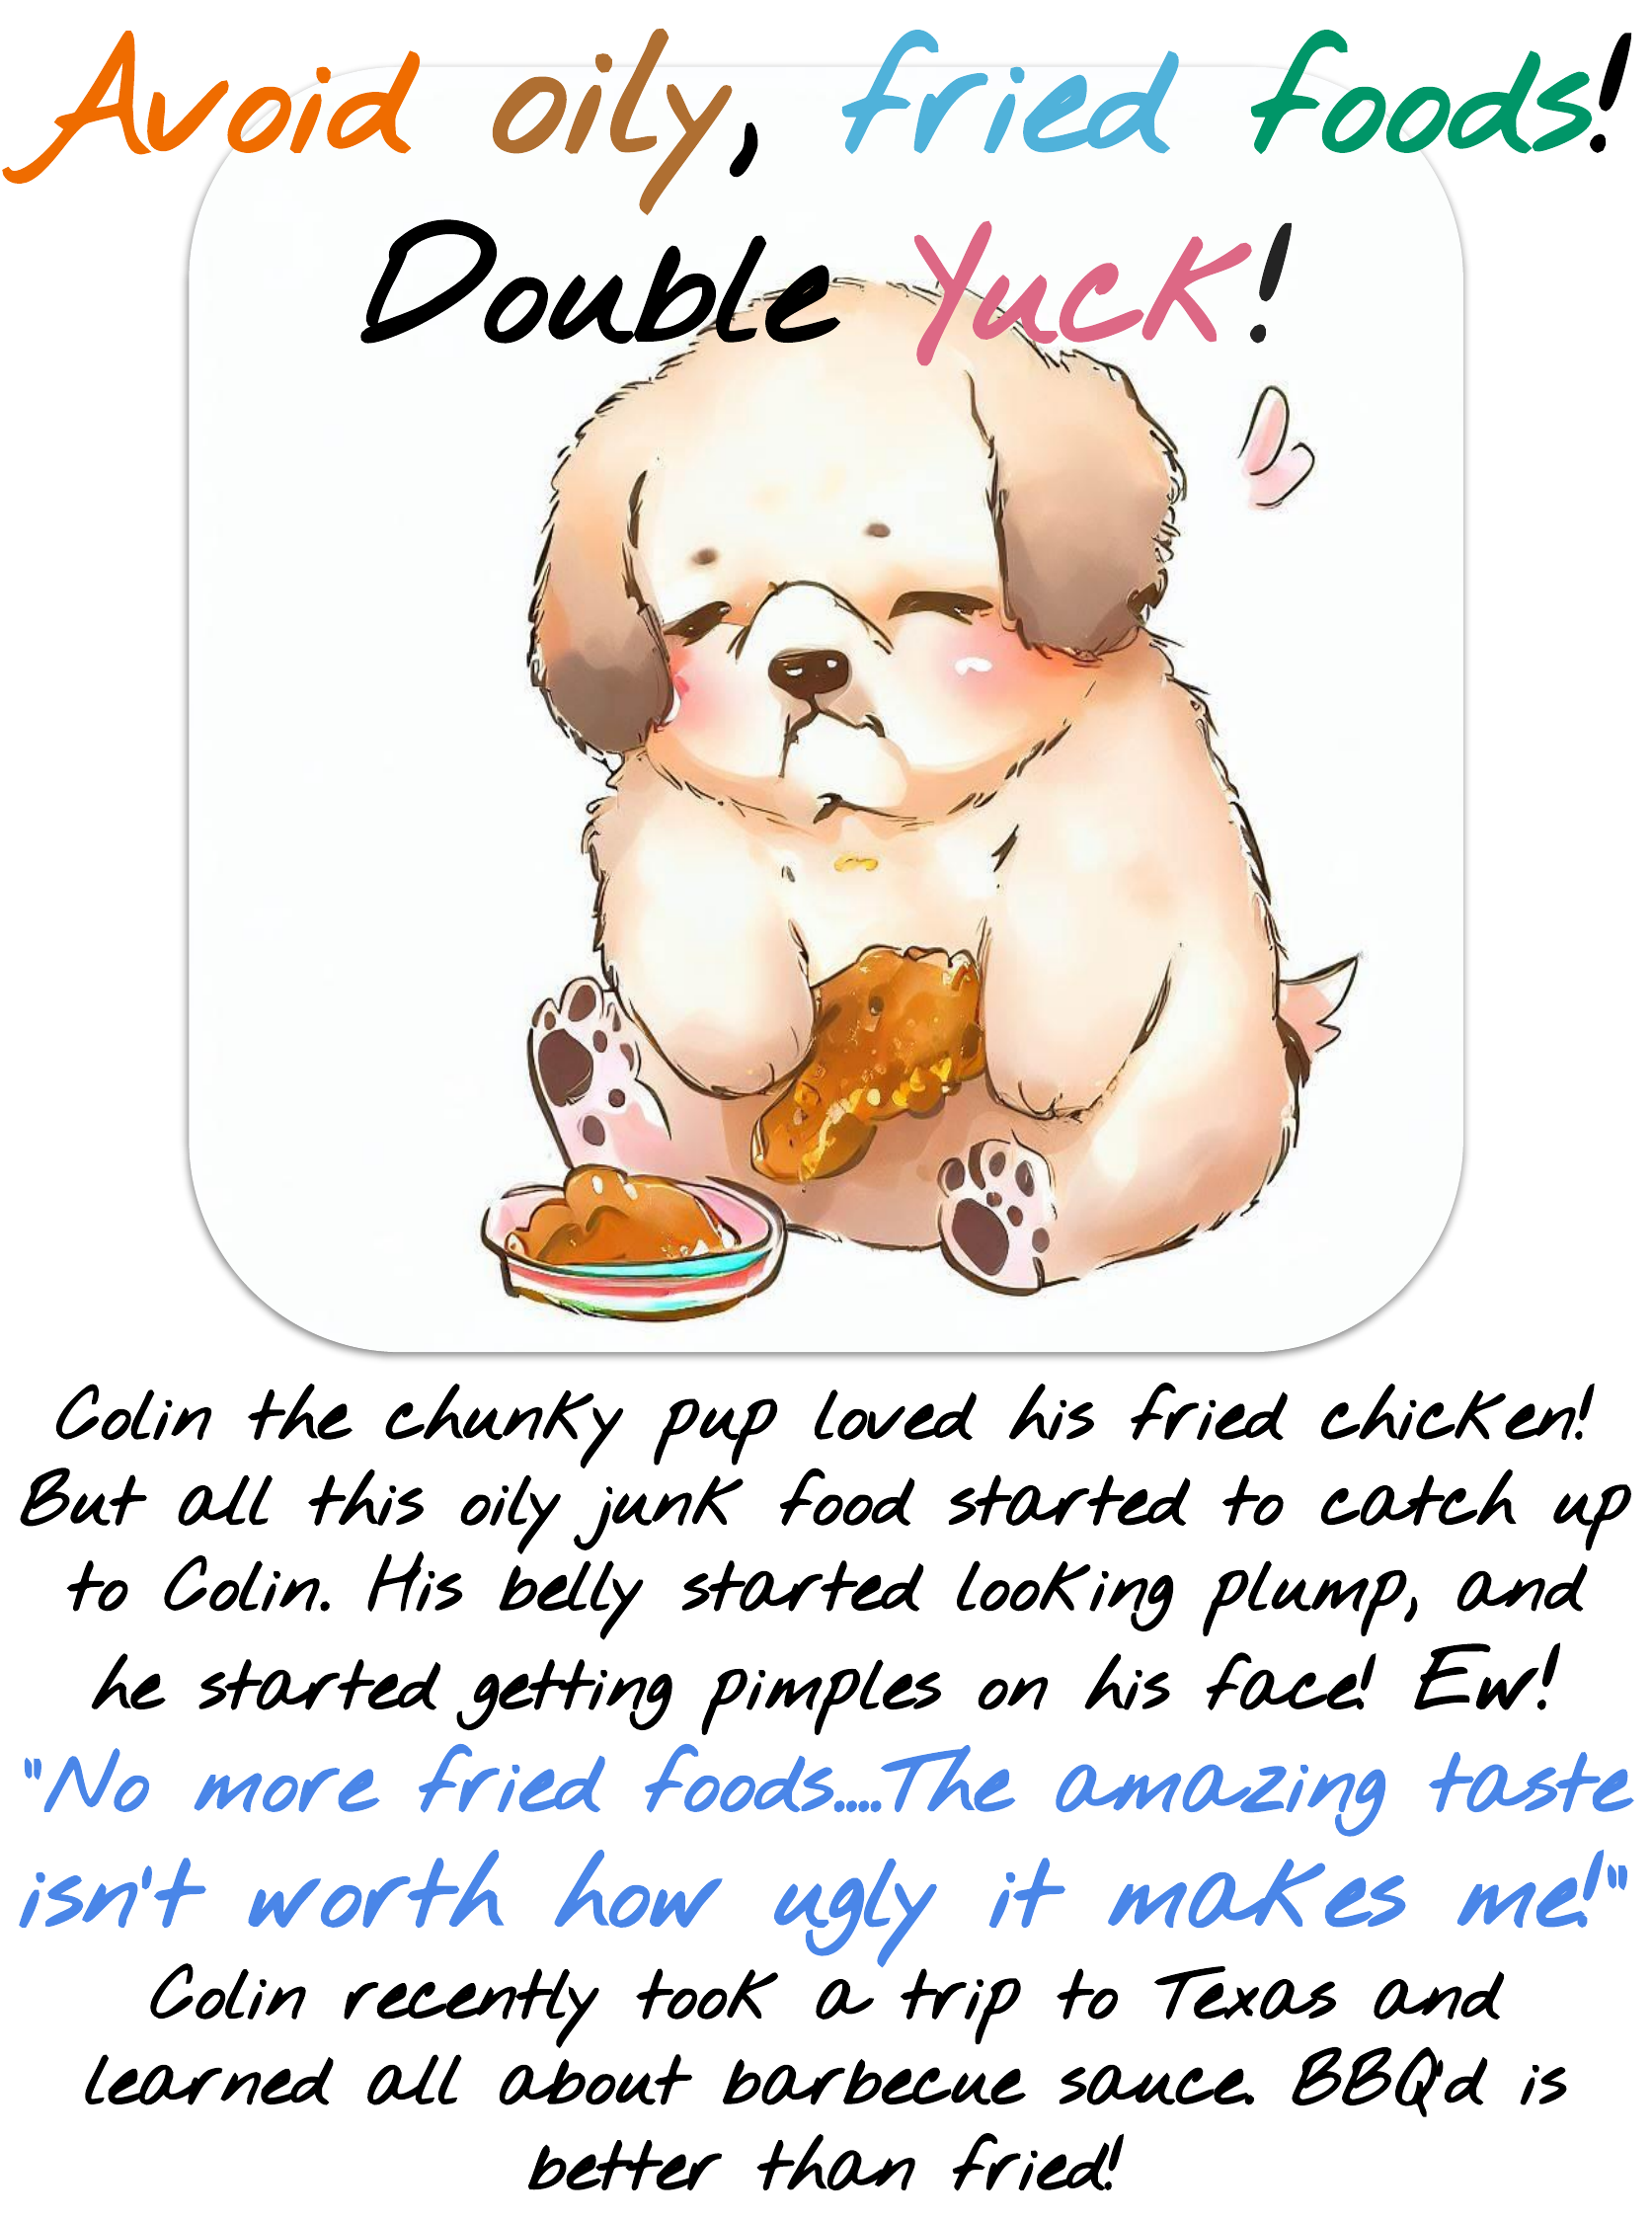 Avoid oily, fried foods!
Double Yuck!
Colin the chunky pup loved his fried chicken!
But all this oily junk food started to catch up
to Colin. His belly started looking plump, and
he started getting pimples on his face! Ew!
"No more fried foods....The amazing taste
isn't worth how ugly it makes me!"
Colin recently took a trip to Texas and
learned all about barbecue sauce. BBQ'd is
better than fried!